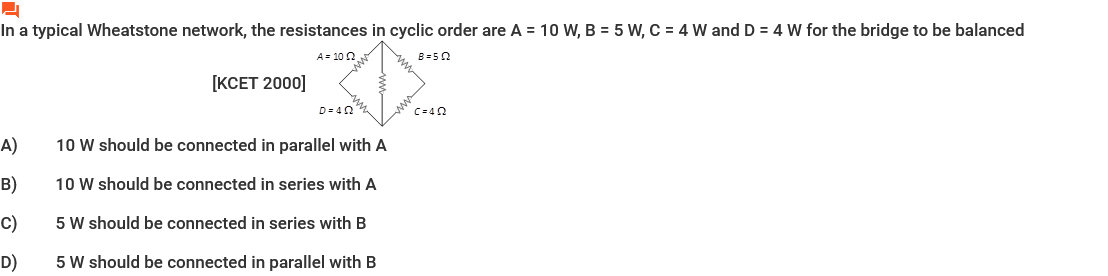 In a typical Wheatstone network, the resistances in cyclic order are A = 10 W, B = 5 W, C = 4 W and D = 4 W for the bridge to be balanced
A = 10 Ω B = 5 Ω
[KCET 2000]
D = 4 Ω C = 4 Ω
A) 10 W should be connected in parallel with A
B) 10 W should be connected in series with A
C) 5 W should be connected in series with B
D) 5 W should be connected in parallel with B